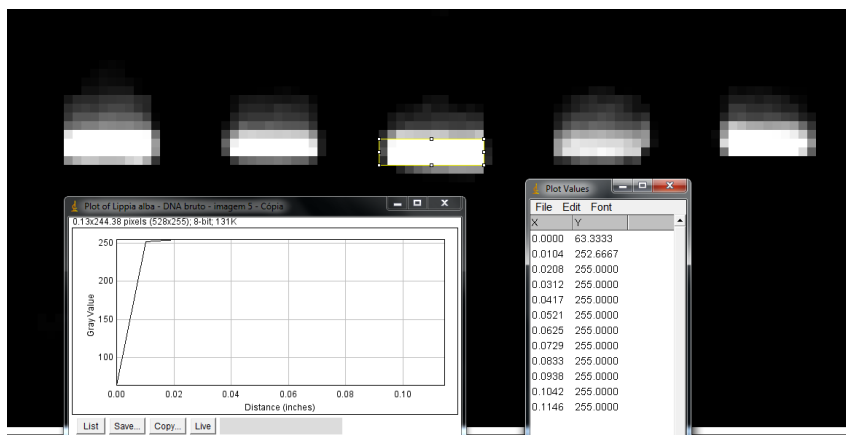 Plot of Lippia alba - DNA bruto - imagem 5 - Cópia
0.13x244.38 pixels (528x255); 8-bit; 131K
250
200
150
100
Gray Value
0.00 0.02 0.04 0.06 0.08 0.10
Distance (inches)
List Save... Copy... Live
Plot Values
File Edit Font
X Y
0.0000 63.3333
0.0104 252.6667
0.0208 255.0000
0.0312 255.0000
0.0417 255.0000
0.0521 255.0000
0.0625 255.0000
0.0729 255.0000
0.0833 255.0000
0.0938 255.0000
0.1042 255.0000
0.1146 255.0000